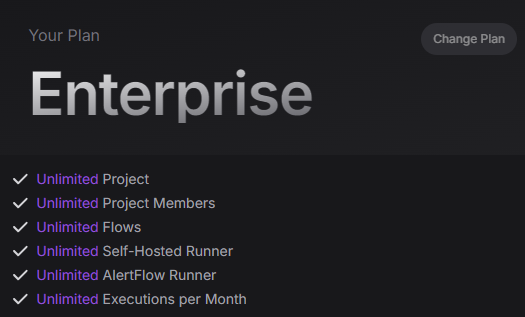 Your Plan
Change Plan
Enterprise
Unlimited Project
Unlimited Project Members
Unlimited Flows
Unlimited Self-Hosted Runner
Unlimited AlertFlow Runner
Unlimited Executions per Month